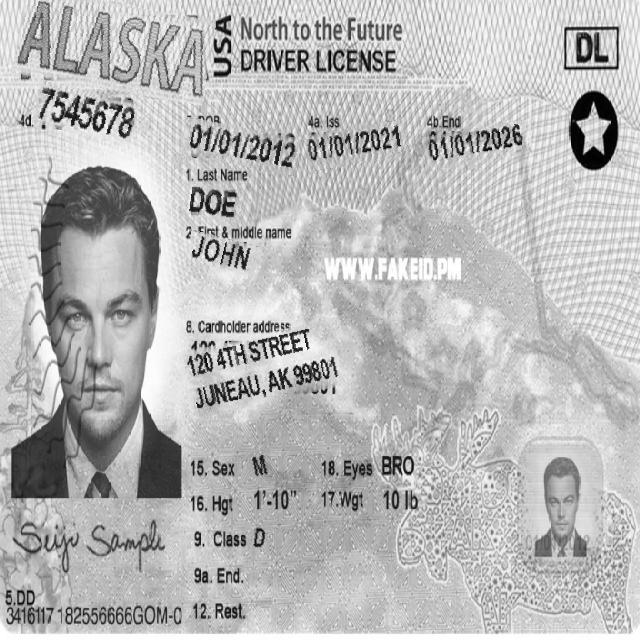 ALASKA
USA
North to the Future
DRIVER LICENSE
DL
4d. 7545678
01/01/2012
4a. Iss
01/01/2021
4b.End
01/01/2026
1. Last Name
DOE
2. First & middle name
JOHN
WWW.FAKEID.PM
8. Cardholder address
120 4TH STREET
JUNEAU, AK 99801
15. Sex M
18. Eyes BRO
16. Hgt 1'-10"
17.Wgt 10 lb
9. Class D
9a. End.
12. Rest.
Seiji Sample
5.DD
3416117 182556666GOM-0